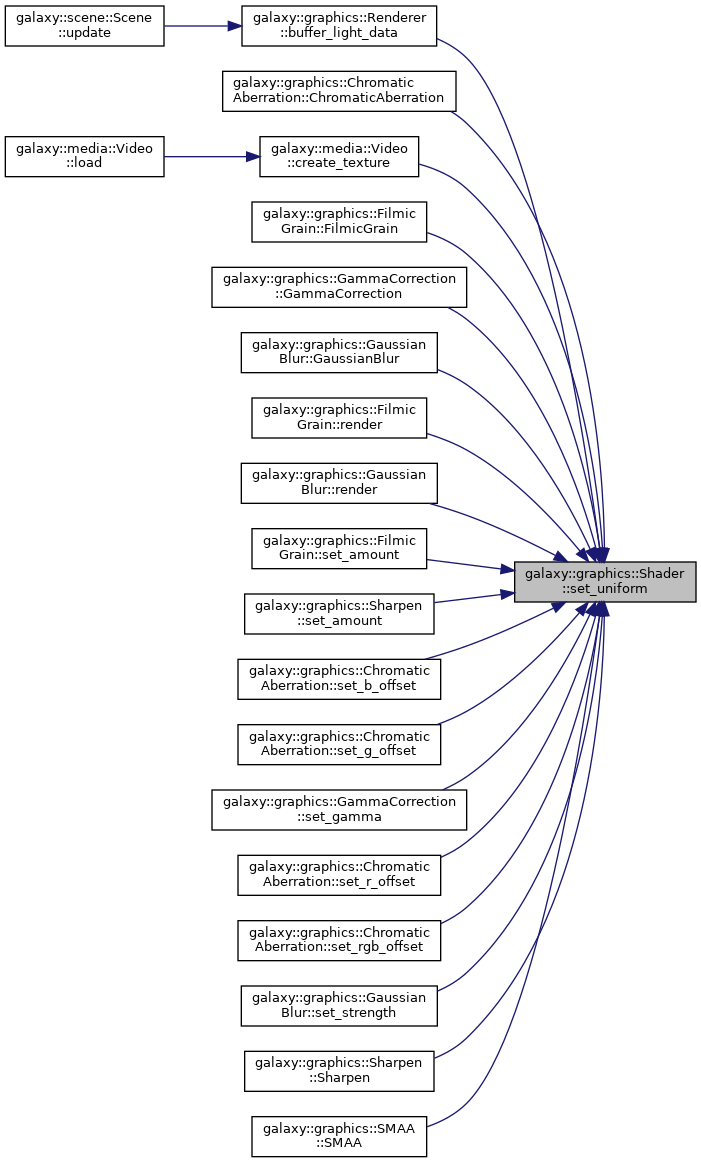 galaxy::scene::Scene
::update
galaxy::graphics::Renderer
::buffer_light_data
galaxy::graphics::Chromatic
Aberration::ChromaticAberration
galaxy::media::Video
::load
galaxy::media::Video
::create_texture
galaxy::graphics::Filmic
Grain::FilmicGrain
galaxy::graphics::GammaCorrection
::GammaCorrection
galaxy::graphics::Gaussian
Blur::GaussianBlur
galaxy::graphics::Filmic
Grain::render
galaxy::graphics::Gaussian
Blur::render
galaxy::graphics::Filmic
Grain::set_amount
galaxy::graphics::Shader
::set_uniform
galaxy::graphics::Sharpen
::set_amount
galaxy::graphics::Chromatic
Aberration::set_b_offset
galaxy::graphics::Chromatic
Aberration::set_g_offset
galaxy::graphics::GammaCorrection
::set_gamma
galaxy::graphics::Chromatic
Aberration::set_r_offset
galaxy::graphics::Chromatic
Aberration::set_rgb_offset
galaxy::graphics::Gaussian
Blur::set_strength
galaxy::graphics::Sharpen
::Sharpen
galaxy::graphics::SMAA
::SMAA